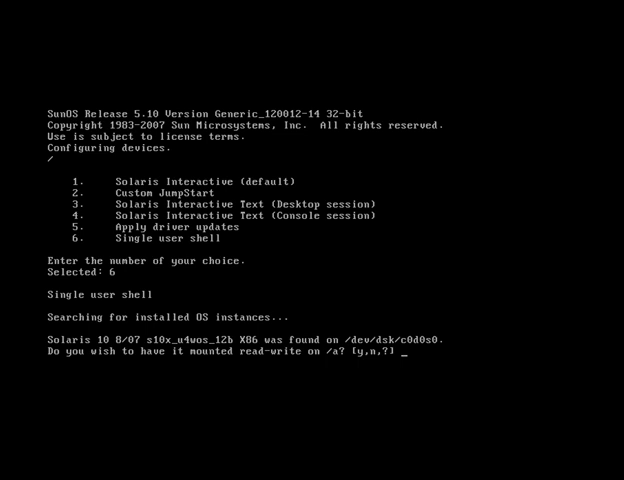 SunOS Release 5.10 Version Generic_120012-14 32-bit
Copyright 1983-2007 Sun Microsystems, Inc.  All rights reserved.
Use is subject to license terms.
Configuring devices.
/
1.     Solaris Interactive (default)
2.     Custom JumpStart
3.     Solaris Interactive Text (Desktop session)
4.     Solaris Interactive Text (Console session)
5.     Apply driver updates
6.     Single user shell
Enter the number of your choice.
Selected: 6
Single user shell
Searching for installed OS instances...
Solaris 10 8/07 s10x_u4wos_12b X86 was found on /dev/dsk/c0d0s0.
Do you wish to have it mounted read-write on /a? [y,n,?] _